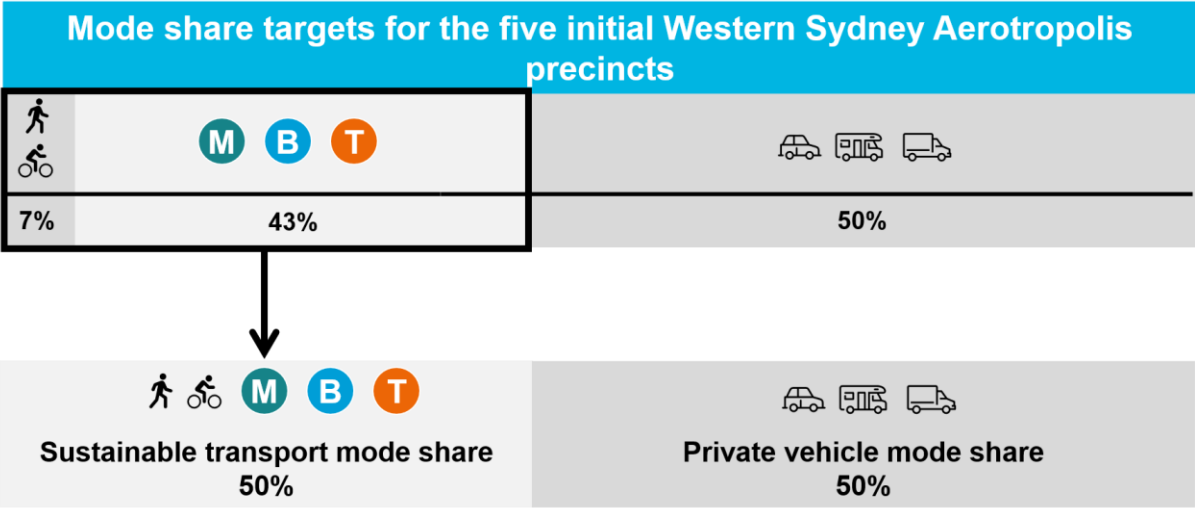 Mode share targets for the five initial Western Sydney Aerotropolis
precincts
M B T
7% 43% 50%
M B T
Sustainable transport mode share Private vehicle mode share
50% 50%